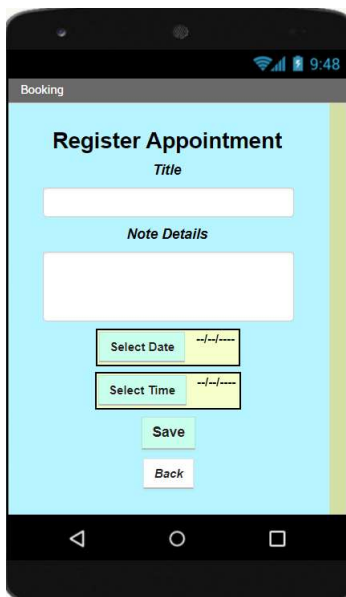 9:48
Booking
Register Appointment
Title
Note Details
Select Date --/--/----
Select Time --/--/----
Save
Back